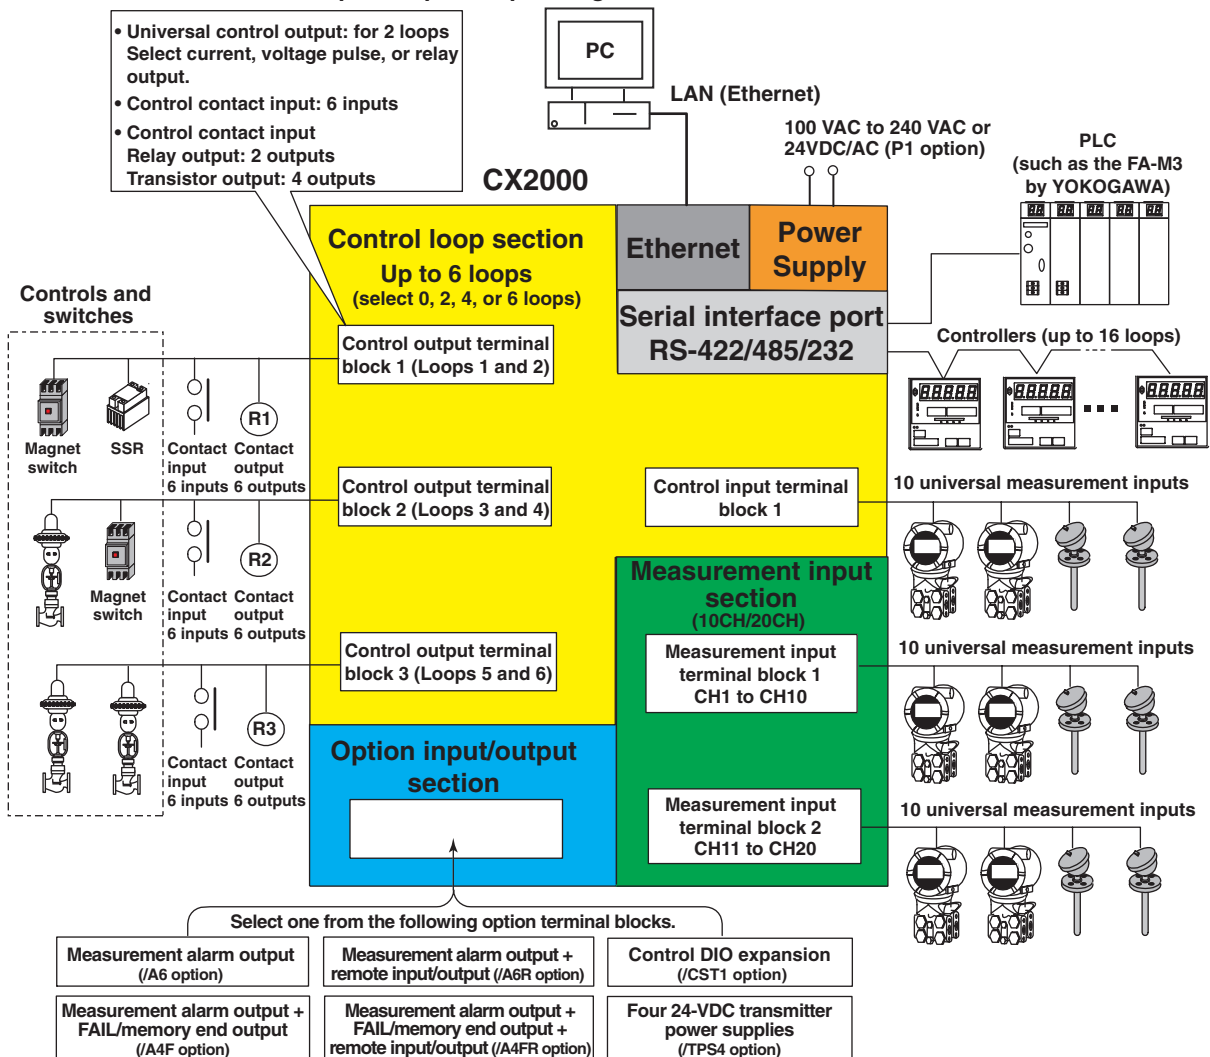 • Universal control output: for 2 loops
Select current, voltage pulse, or relay
output.
• Control contact input: 6 inputs
• Control contact input
Relay output: 2 outputs
Transistor output: 4 outputs
PC
LAN (Ethernet)
100 VAC to 240 VAC or
24VDC/AC (P1 option)
PLC
(such as the FA-M3
by YOKOGAWA)
CX2000
Control loop section
Up to 6 loops
(select 0, 2, 4, or 6 loops)
Ethernet
Power
Supply
Serial interface port
RS-422/485/232
Controllers (up to 16 loops)
Controls and
switches
Control output terminal
block 1 (Loops 1 and 2)
Magnet
switch
SSR
Contact
input
6 inputs
R1
Contact
output
6 outputs
Control output terminal
block 2 (Loops 3 and 4)
Magnet
switch
Contact
input
6 inputs
R2
Contact
output
6 outputs
Control output terminal
block 3 (Loops 5 and 6)
Contact
input
6 inputs
R3
Contact
output
6 outputs
Control input terminal
block 1
10 universal measurement inputs
Measurement input
section
(10CH/20CH)
Measurement input
terminal block 1
CH1 to CH10
10 universal measurement inputs
Measurement input
terminal block 2
CH11 to CH20
10 universal measurement inputs
Option input/output
section
Select one from the following option terminal blocks.
Measurement alarm output
(/A6 option)
Measurement alarm output +
remote input/output (/A6R option)
Control DIO expansion
(/CST1 option)
Measurement alarm output +
FAIL/memory end output
(/A4F option)
Measurement alarm output +
FAIL/memory end output +
remote input/output (/A4FR option)
Four 24-VDC transmitter
power supplies
(/TPS4 option)